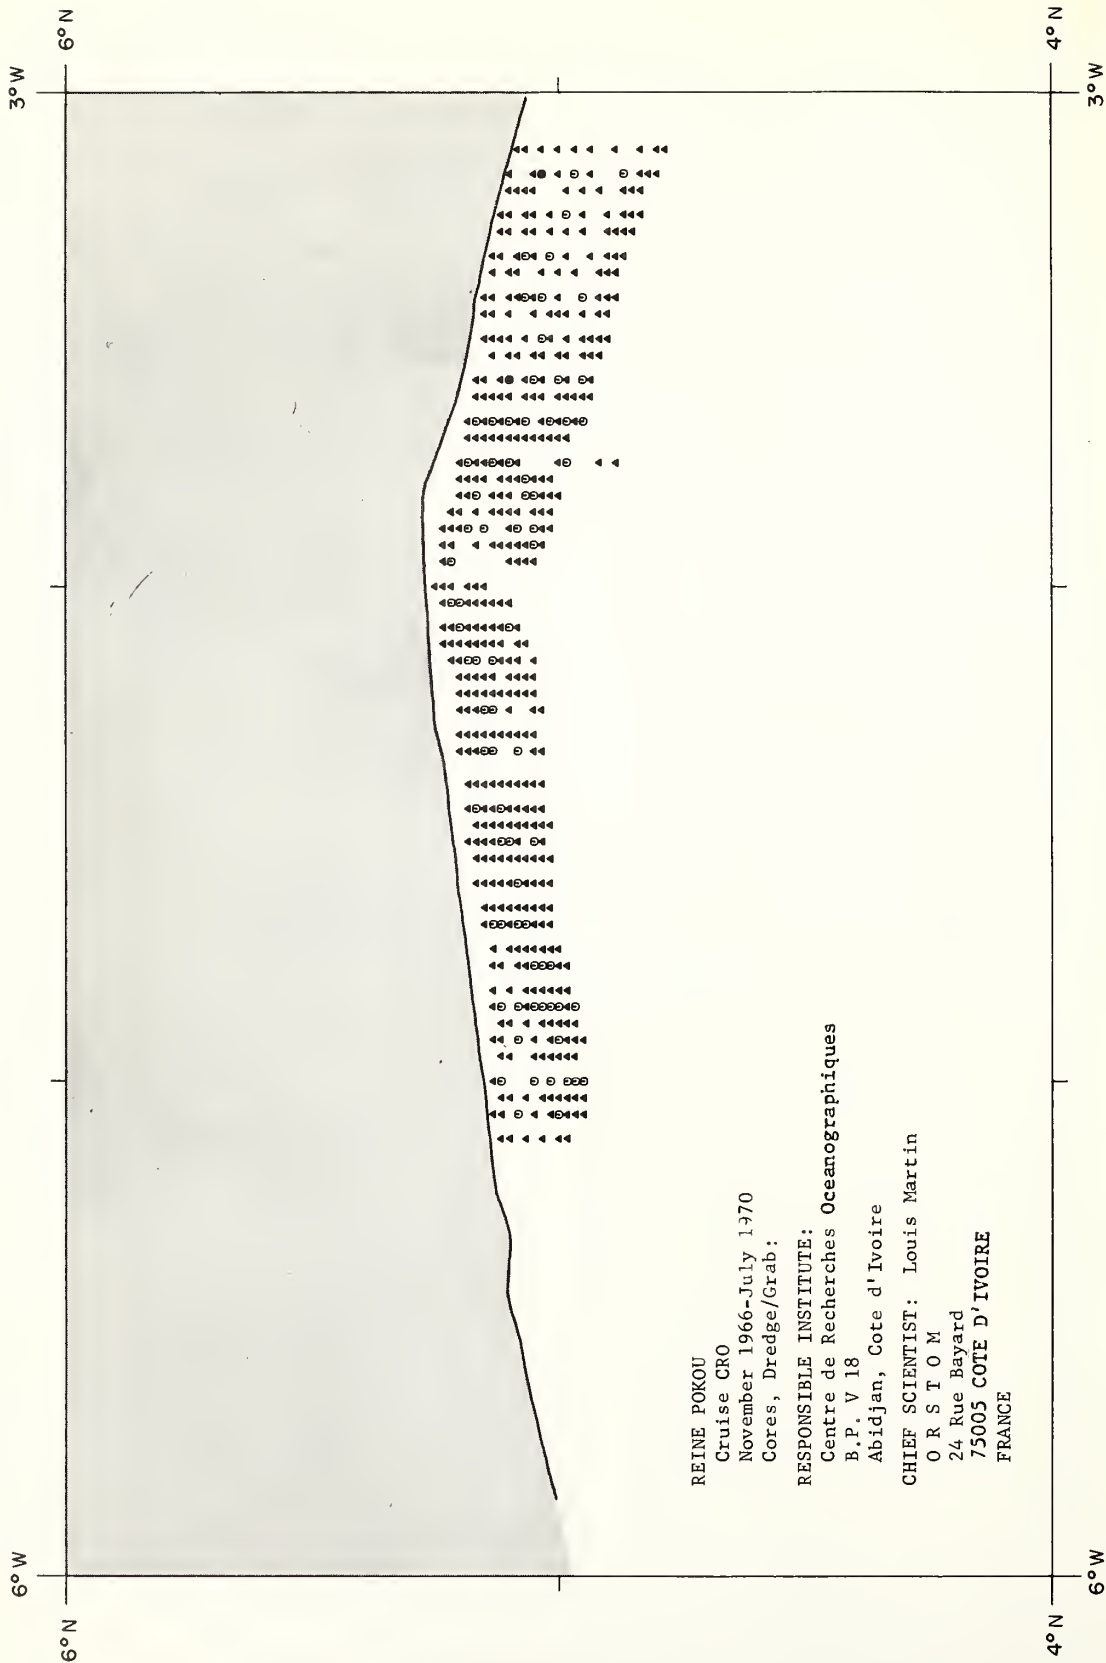 6° N
3° W
6° W
6° N
4° N
3° W
4° N
6° W
REINE POKOU
Cruise CRO
November 1966-July 1970
Cores, Dredge/Grab:
RESPONSIBLE INSTITUTE:
Centre de Recherches Oceanographiques
B.P. V 18
Abidjan, Cote d'Ivoire
CHIEF SCIENTIST: Louis Martin
O R S T O M
24 Rue Bayard
75005 COTE D'IVOIRE
FRANCE